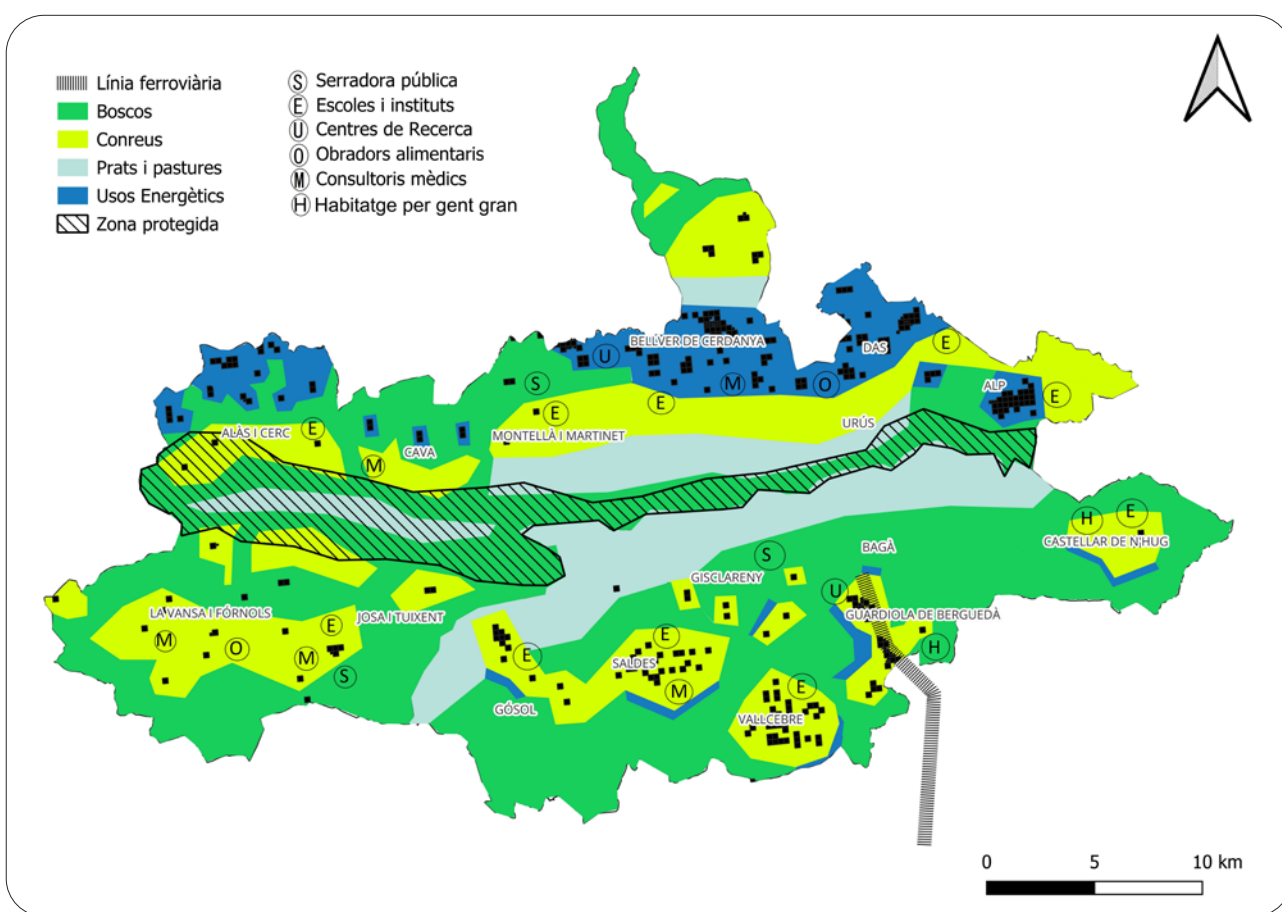 Línia ferroviària
Boscos
Conreus
Prats i pastures
Usos Energètics
Zona protegida
S Serradora pública
E Escoles i instituts
U Centres de Recerca
O Obradors alimentaris
M Consultoris mèdics
H Habitatge per gent gran
BELLVER DE CERDANYA
U
DAS
E
S
M
O
ALP
E
E
E
URÚS
ALÀS I CERC
E
MONTELLÀ I MARTINET
CAVA
M
H
E
CASTELLAR DE N'HUG
BAGÀ
S
GISCLARENY
U
LA VANSA I FÓRNOLS
JOSA I TUIXENT
GUARDIOLA DE BERGUEDÀ
E
M
O
M
S
E
E
SALDES
H
M
E
GÓSOL
VALLCEBRE
0 5 10 km